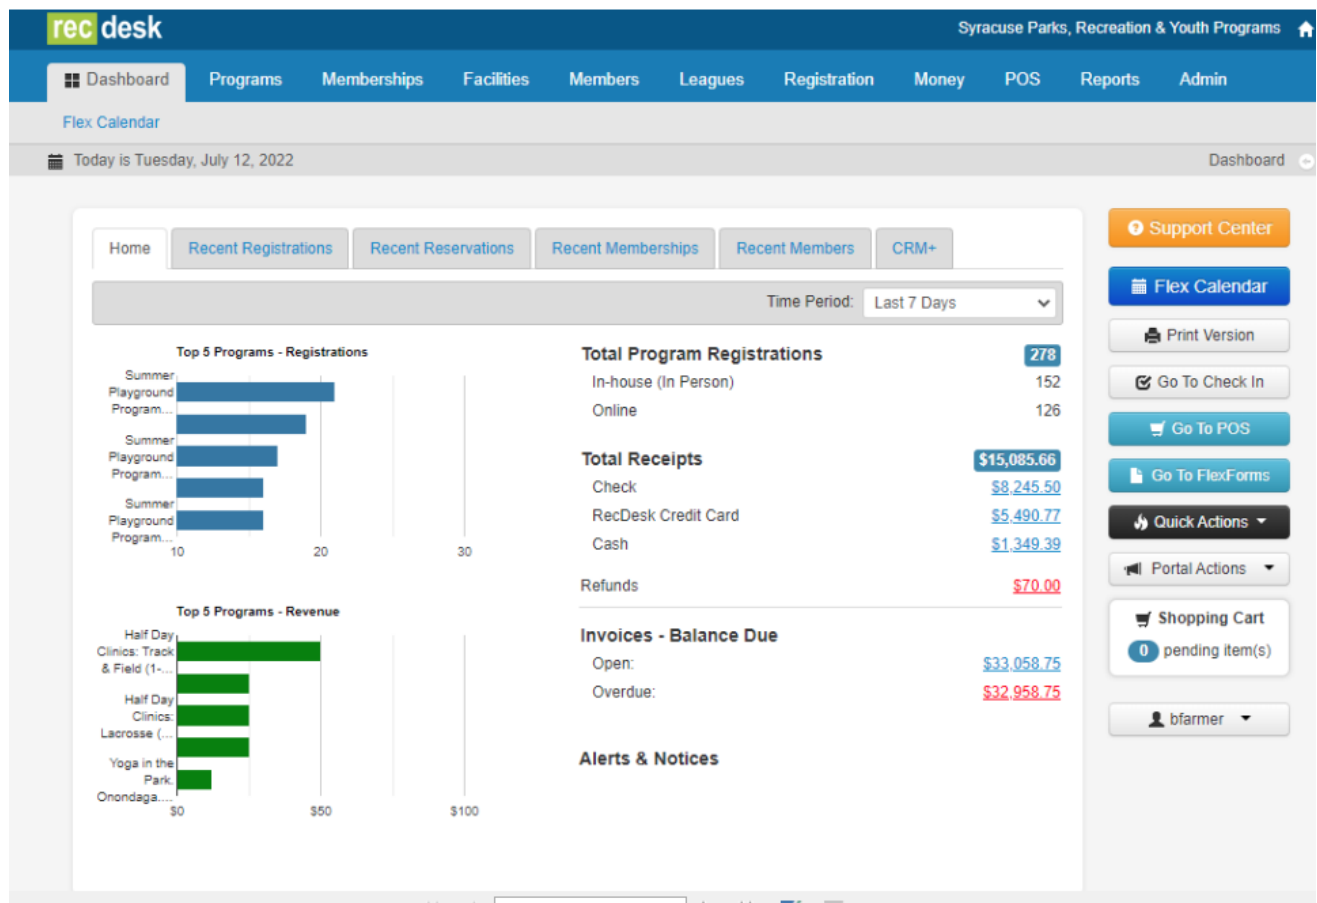 rec desk
Syracuse Parks, Recreation & Youth Programs
Dashboard Programs Memberships Facilities Members Leagues Registration Money POS Reports Admin
Flex Calendar
Today is Tuesday, July 12, 2022
Dashboard
Home Recent Registrations Recent Reservations Recent Memberships Recent Members CRM+
Time Period: Last 7 Days
Top 5 Programs - Registrations
Summer
Playground
Program...
Summer
Playground
Program...
Summer
Playground
Program...
10 20 30
Top 5 Programs - Revenue
Half Day
Clinics: Track
& Field (1-...
Half Day
Clinics:
Lacrosse (...
Yoga in the
Park.
Onondaga....
$0 $50 $100
Total Program Registrations 278
In-house (In Person) 152
Online 126
Total Receipts $15,085.66
Check $8,245.50
RecDesk Credit Card $5,490.77
Cash $1,349.39
Refunds $70.00
Invoices - Balance Due
Open: $33,058.75
Overdue: $32,958.75
Alerts & Notices
Support Center
Flex Calendar
Print Version
Go To Check In
Go To POS
Go To FlexForms
Quick Actions
Portal Actions
Shopping Cart
0 pending item(s)
bfarmer